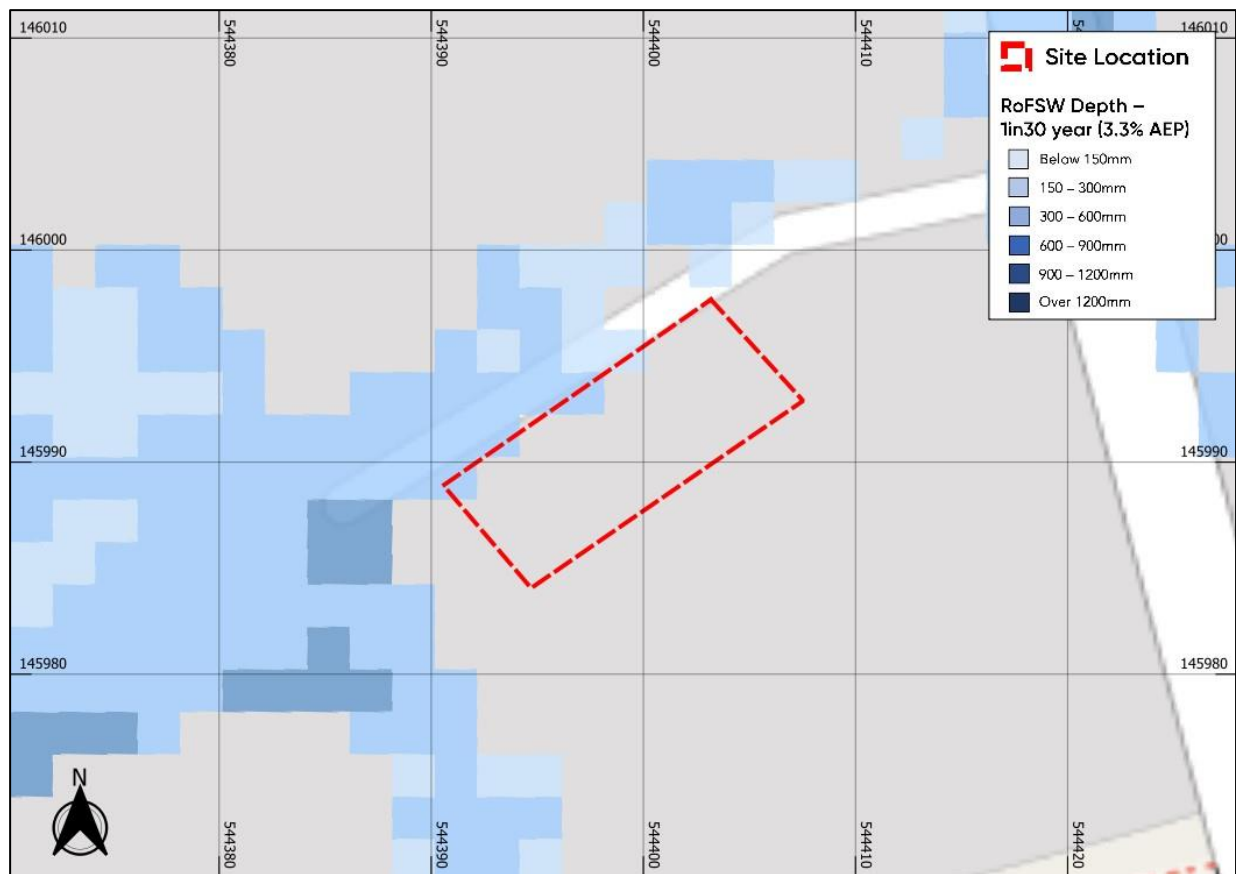 146010
544380
544390
544400
544410
146010
Site Location
RoFSW Depth –
1in30 year (3.3% AEP)
Below 150mm
150 – 300mm
300 – 600mm
600 – 900mm
900 – 1200mm
Over 1200mm
146000
145990
145990
145980
145980
N
544380
544390
544400
544410
544420